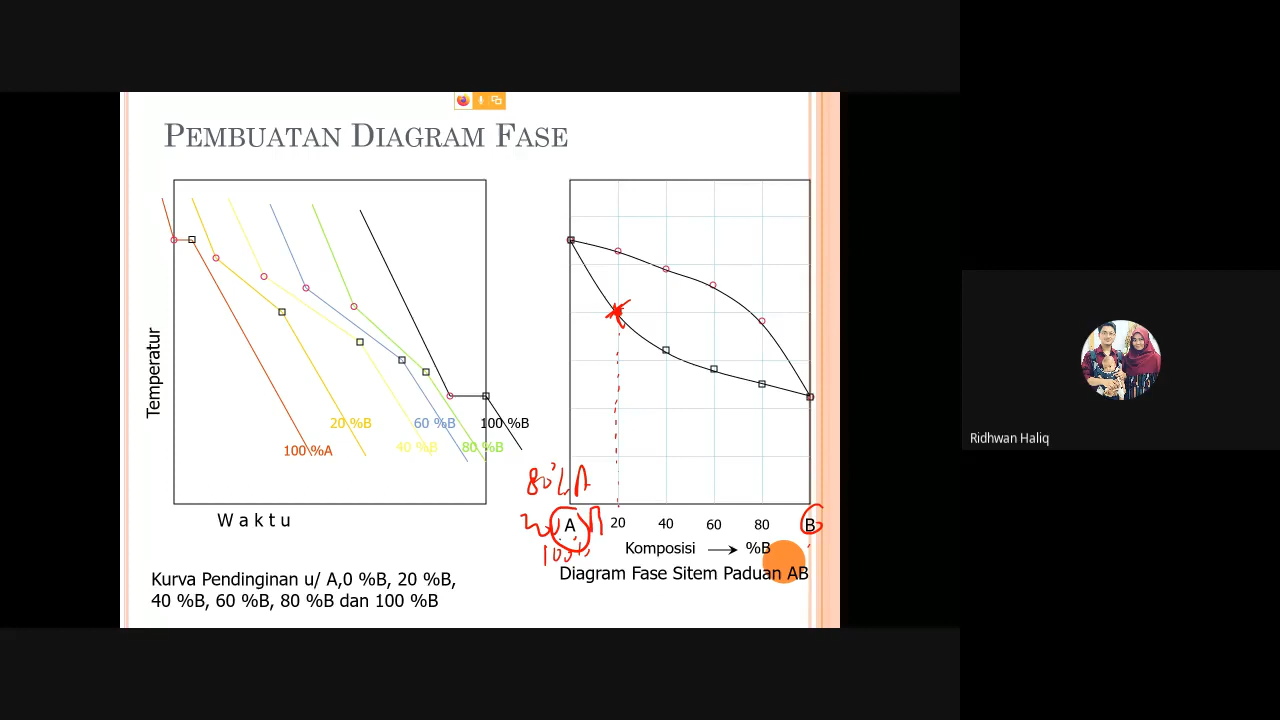 PEMBUATAN DIAGRAM FASE
Temperatur
20 %B
60 %B
100 %B
100 %A
40 %B
80 %B
W a k t u
Kurva Pendinginan u/ A,0 %B, 20 %B,
40 %B, 60 %B, 80 %B dan 100 %B
80% A
A
20
40
60
80
B
100%
Komposisi → %B
Diagram Fase Sitem Paduan AB
Ridhwan Haliq